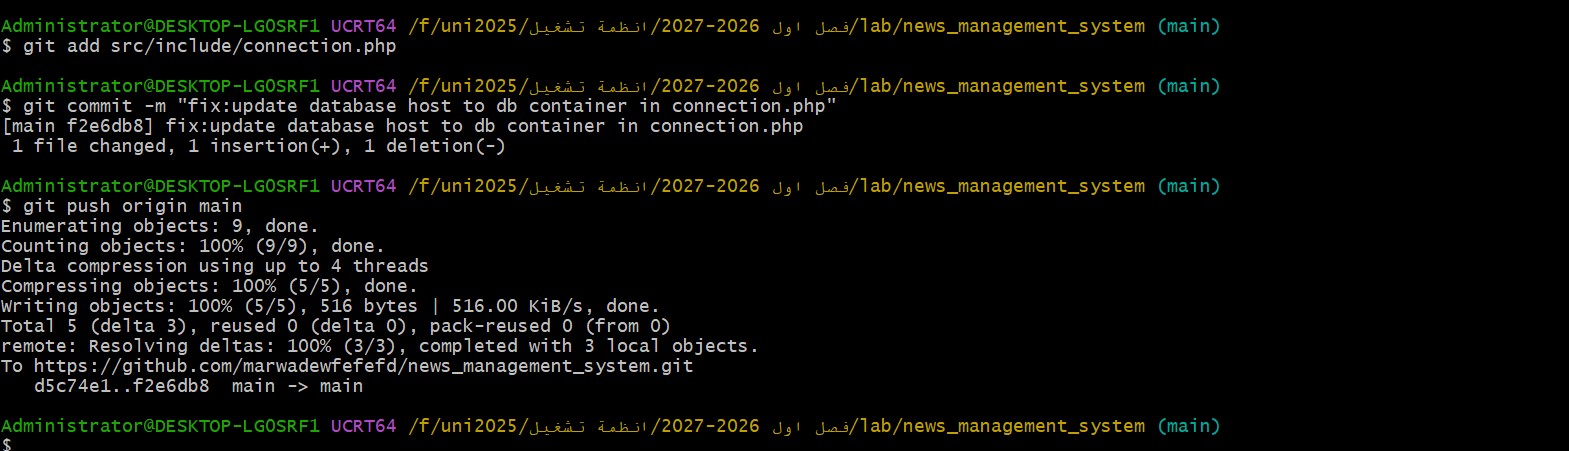 Administrator@DESKTOP-LG0SRF1 UCRT64 /f/uni2025/انظمة تشغيل/2027-2026 فصل اول/lab/news_management_system (main)
$ git add src/include/connection.php
Administrator@DESKTOP-LG0SRF1 UCRT64 /f/uni2025/انظمة تشغيل/2027-2026 فصل اول/lab/news_management_system (main)
$ git commit -m "fix:update database host to db container in connection.php"
[main f2e6db8] fix:update database host to db container in connection.php
 1 file changed, 1 insertion(+), 1 deletion(-)
Administrator@DESKTOP-LG0SRF1 UCRT64 /f/uni2025/انظمة تشغيل/2027-2026 فصل اول/lab/news_management_system (main)
$ git push origin main
Enumerating objects: 9, done.
Counting objects: 100% (9/9), done.
Delta compression using up to 4 threads
Compressing objects: 100% (5/5), done.
Writing objects: 100% (5/5), 516 bytes | 516.00 KiB/s, done.
Total 5 (delta 3), reused 0 (delta 0), pack-reused 0 (from 0)
remote: Resolving deltas: 100% (3/3), completed with 3 local objects.
To https://github.com/marwadewfefefd/news_management_system.git
   d5c74e1..f2e6db8  main -> main
Administrator@DESKTOP-LG0SRF1 UCRT64 /f/uni2025/انظمة تشغيل/2027-2026 فصل اول/lab/news_management_system (main)
$